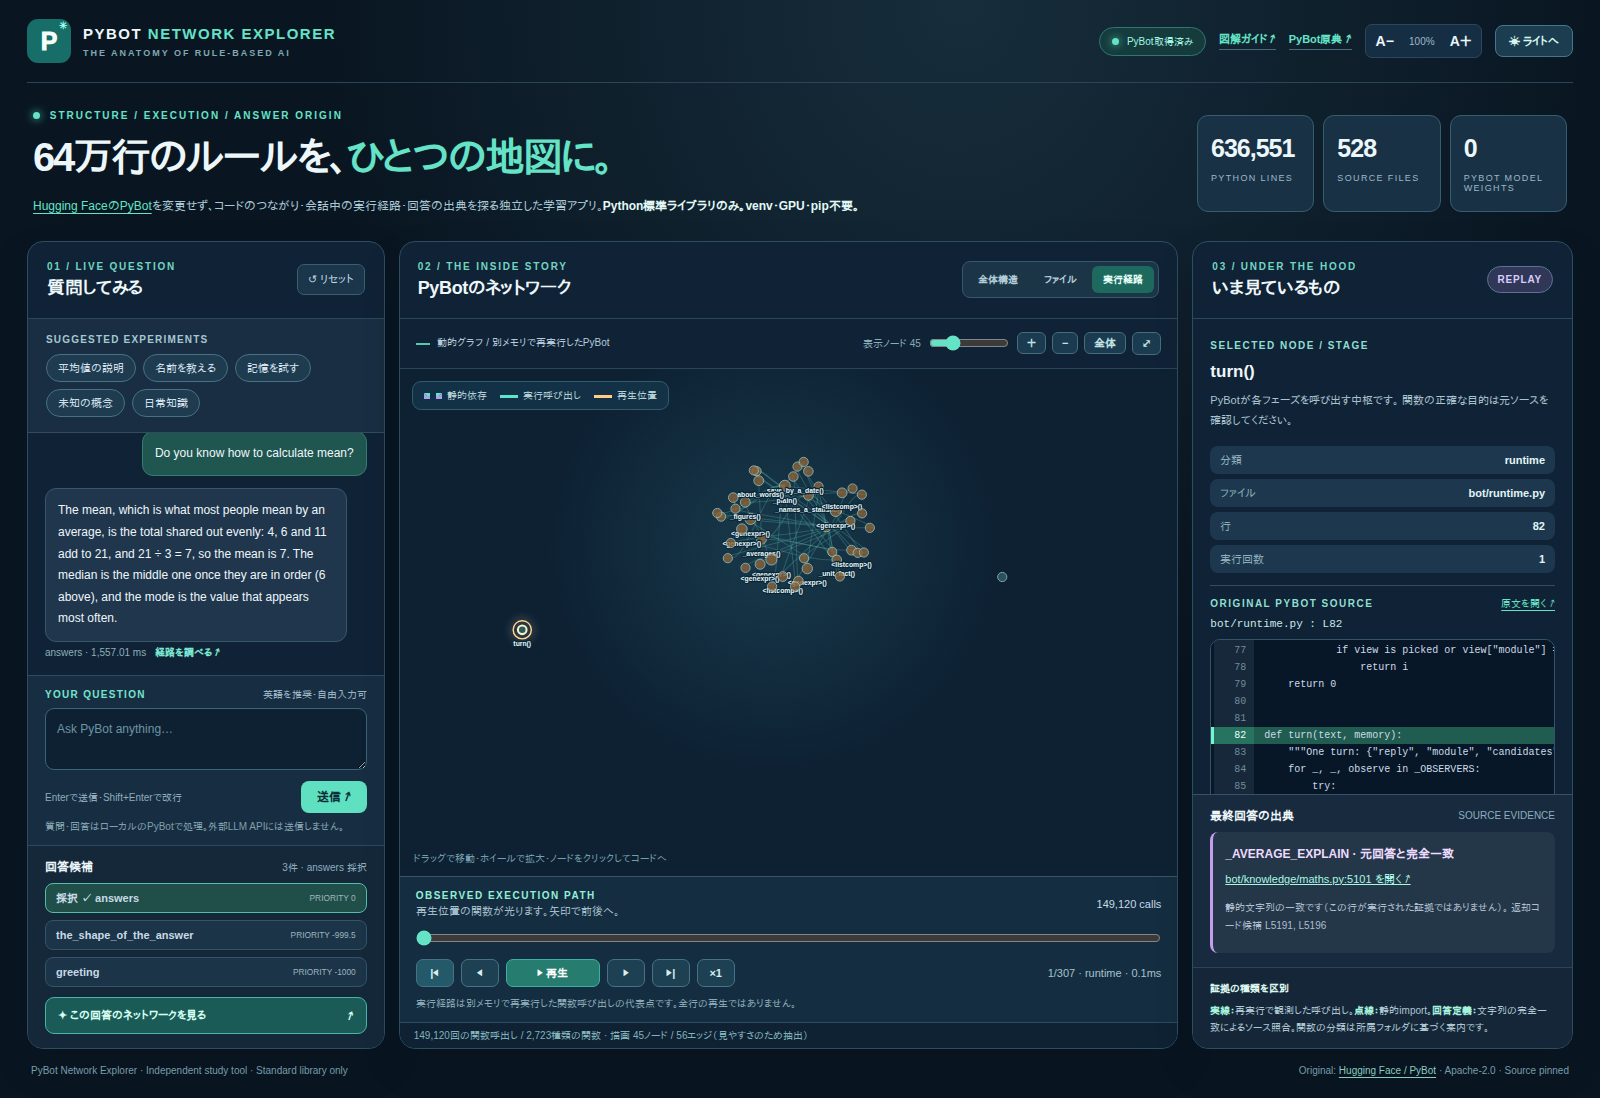 P
PYBOT NETWORK EXPLORER
THE ANATOMY OF RULE-BASED AI
PyBot取得済み
図解ガイド↗
PyBot原典↗
A−
100%
A＋
☀ ライトへ
STRUCTURE / EXECUTION / ANSWER ORIGIN
64万行のルールを、ひとつの地図に。
Hugging FaceのPyBotを変更せず、コードのつながり・会話中の実行経路・回答の出典を探る独立した学習アプリ。Python標準ライブラリのみ。venv・GPU・pip不要。
636,551
PYTHON LINES
528
SOURCE FILES
0
PYBOT MODEL
WEIGHTS
01 / LIVE QUESTION
質問してみる
↺ リセット
SUGGESTED EXPERIMENTS
平均値の説明
名前を教える
記憶を試す
未知の概念
日常知識
Do you know how to calculate mean?
The mean, which is what most people mean by an
average, is the total shared out evenly: 4, 6 and 11
add to 21, and 21 ÷ 3 = 7, so the mean is 7. The
median is the middle one once they are in order (6
above), and the mode is the value that appears
most often.
answers · 1,557.01 ms 経路を調べる↗
YOUR QUESTION
英語を推奨・自由入力可
Ask PyBot anything…
Enterで送信・Shift+Enterで改行
送信 ↗
質問・回答はローカルのPyBotで処理。外部LLM APIには送信しません。
回答候補
3件 · answers 採択
採択 ✓ answers
PRIORITY 0
the_shape_of_the_answer
PRIORITY -999.5
greeting
PRIORITY -1000
✦ この回答のネットワークを見る
↗
02 / THE INSIDE STORY
PyBotのネットワーク
全体構造
ファイル
実行経路
動的グラフ / 別メモリで再実行したPyBot
表示ノード 45
＋
−
全体
⤢
静的依存
実行呼び出し
再生位置
about_words()
_plain()
<listcomp>()
_figures()
<genexpr>()
<genexpr>()
_averages()
<listcomp>()
<genexpr>()
<listcomp>()
turn()
ドラッグで移動・ホイールで拡大・ノードをクリックしてコードへ
OBSERVED EXECUTION PATH
再生位置の関数が光ります。矢印で前後へ。
149,120 calls
▶ 再生
×1
1/307 · runtime · 0.1ms
実行経路は別メモリで再実行した関数呼び出しの代表点です。全行の再生ではありません。
149,120回の関数呼び出し / 2,723種類の関数 · 描画 45ノード / 56エッジ（見やすさのため抽出）
03 / UNDER THE HOOD
いま見ているもの
REPLAY
SELECTED NODE / STAGE
turn()
PyBotが各フェーズを呼び出す中枢です。 関数の正確な目的は元ソースを
確認してください。
分類
runtime
ファイル
bot/runtime.py
行
82
実行回数
1
ORIGINAL PYBOT SOURCE
原文を開く↗
bot/runtime.py : L82
77 if view is picked or view["module"]
78 return i
79 return 0
80
81
82 def turn(text, memory):
83 """One turn: {"reply", "module", "candidates
84 for _, _, observe in _OBSERVERS:
85 try:
最終回答の出典
SOURCE EVIDENCE
_AVERAGE_EXPLAIN · 元回答と完全一致
bot/knowledge/maths.py:5101 を開く↗
静的文字列の一致です（この行が実行された証拠ではありません）。返却コ
ード候補 L5191, L5196
証拠の種類を区別
実線：再実行で観測した呼び出し。点線：静的import。回答定義：文字列の完全一
致によるソース照合。関数の分類は所属フォルダに基づく案内です。
PyBot Network Explorer · Independent study tool · Standard library only
Original: Hugging Face / PyBot · Apache-2.0 · Source pinned